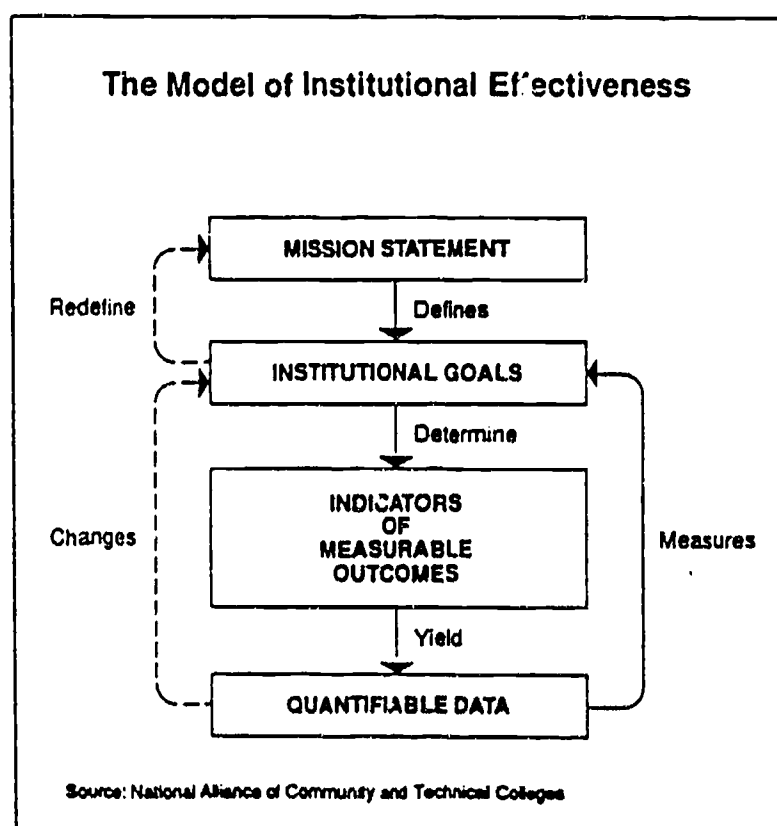 The Model of Institutional Effectiveness
MISSION STATEMENT
Redefine
Defines
INSTITUTIONAL GOALS
Determine
INDICATORS
OF
MEASURABLE
OUTCOMES
Changes
Measures
Yield
QUANTIFIABLE DATA
Source: National Alliance of Community and Technical Colleges